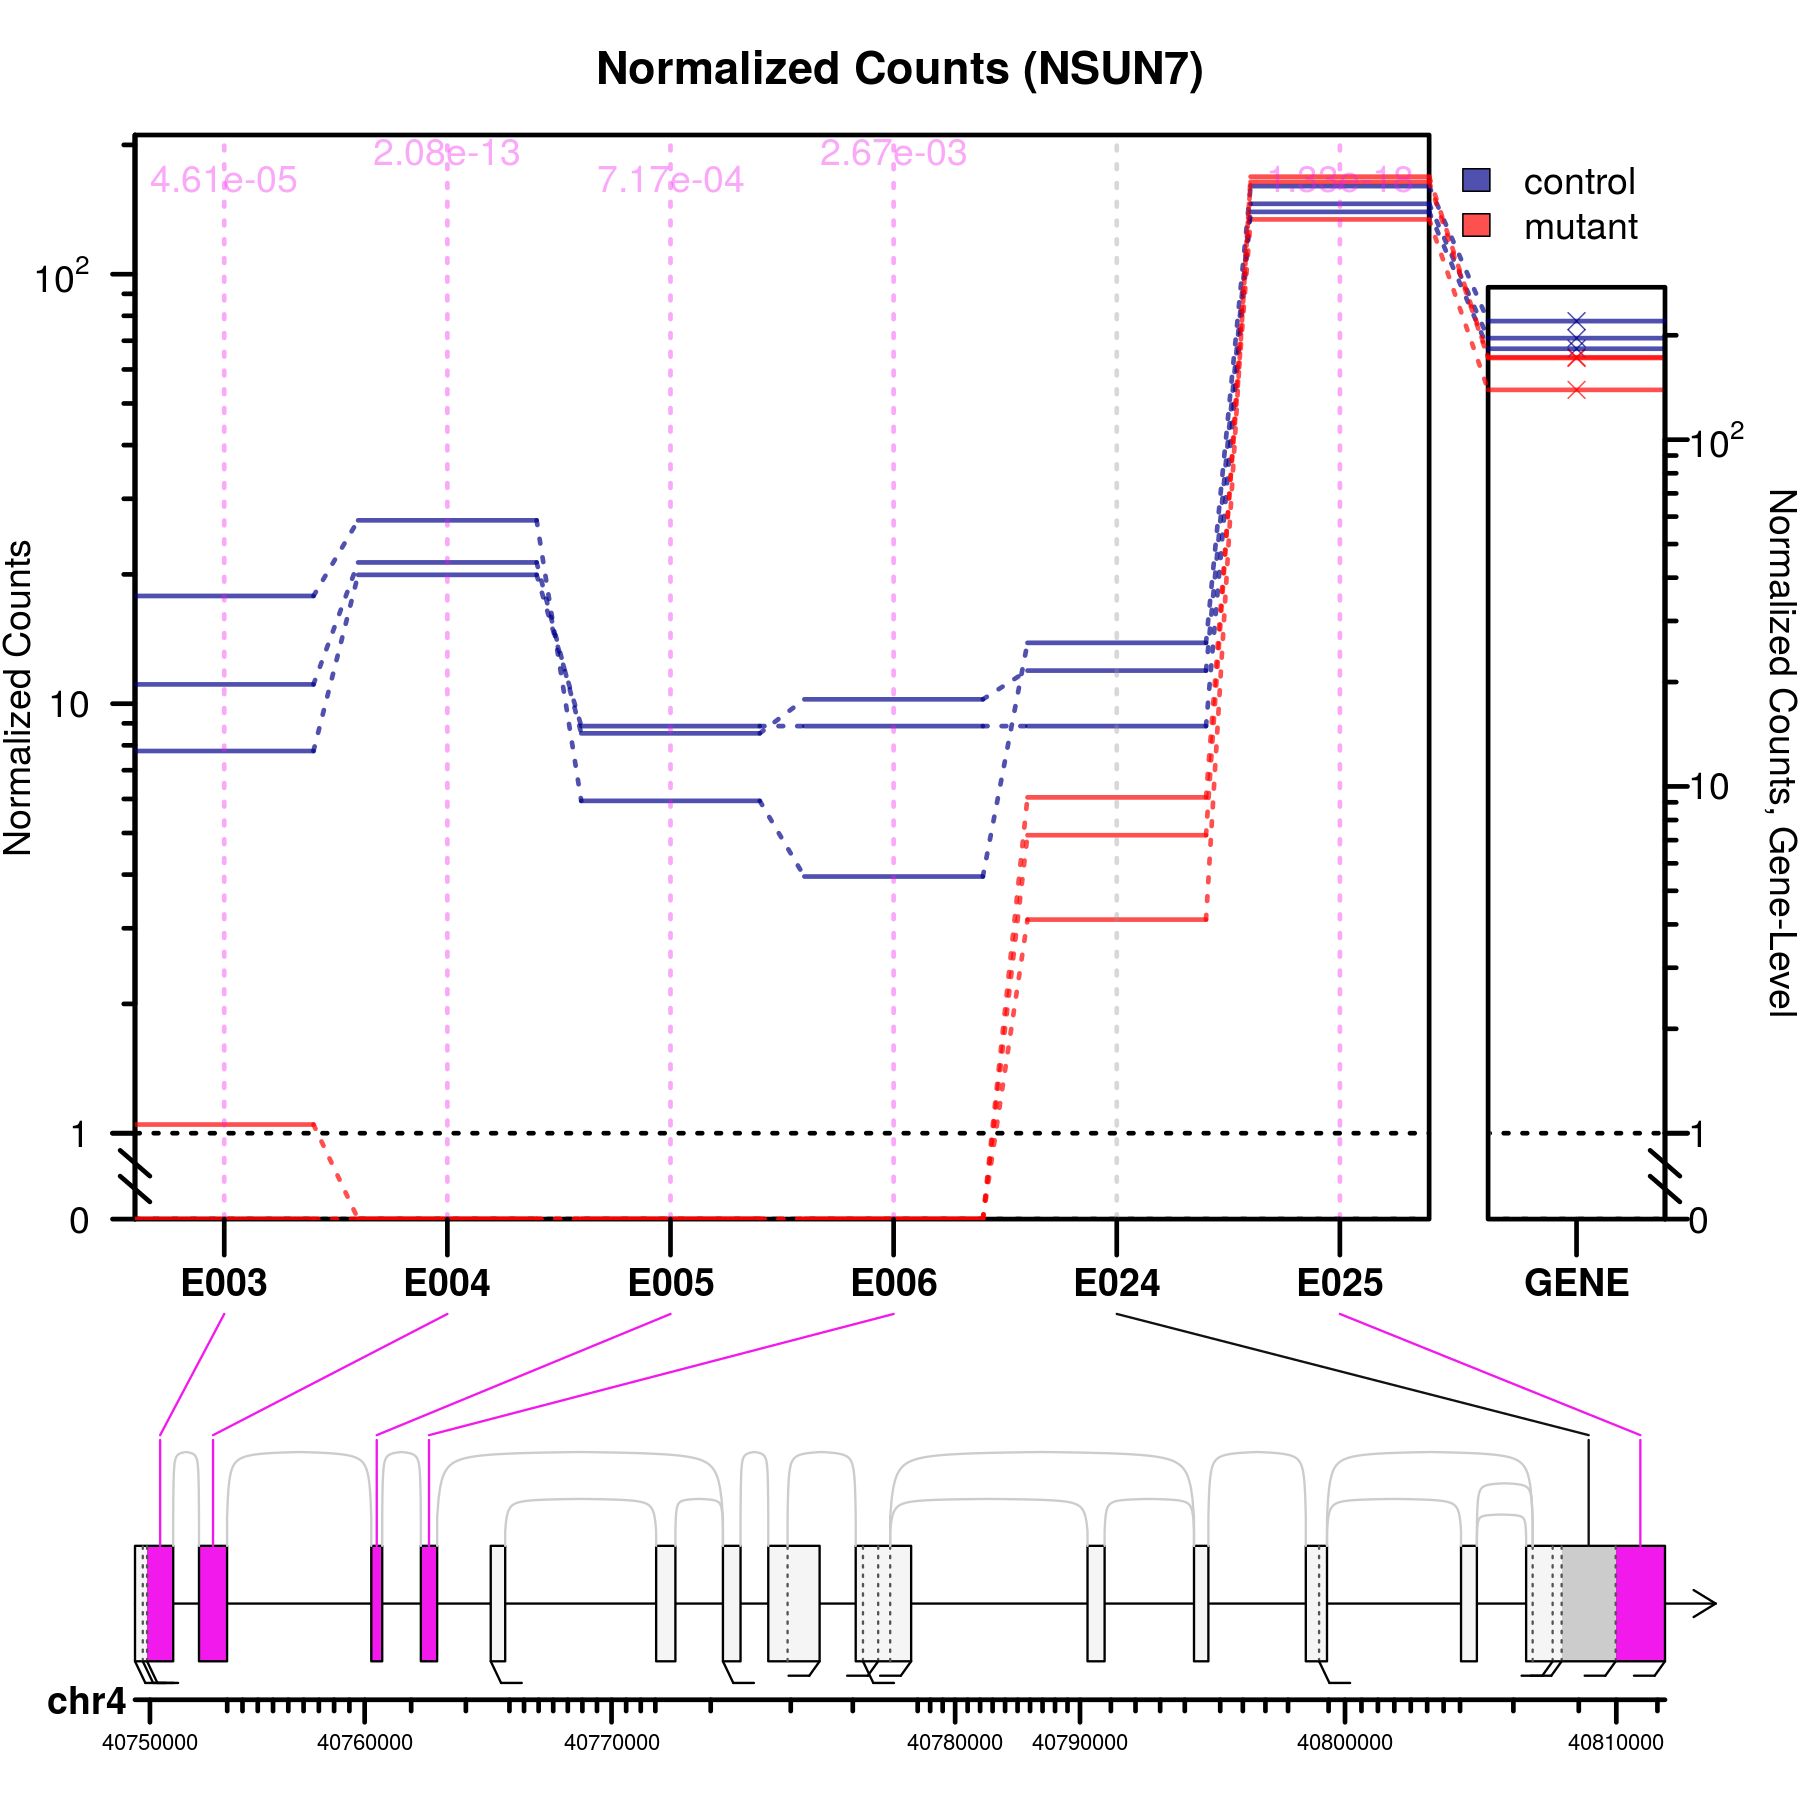 Normalized Counts (NSUN7)
4.61e-05
2.08e-13
7.17e-04
2.67e-03
control
mutant
10²
10
1
0
Normalized Counts
10²
10
1
0
Normalized Counts, Gene-Level
E003 E004 E005 E006 E024 E025 GENE
chr4
40750000 40760000 40770000 40780000 40790000 40800000 40810000